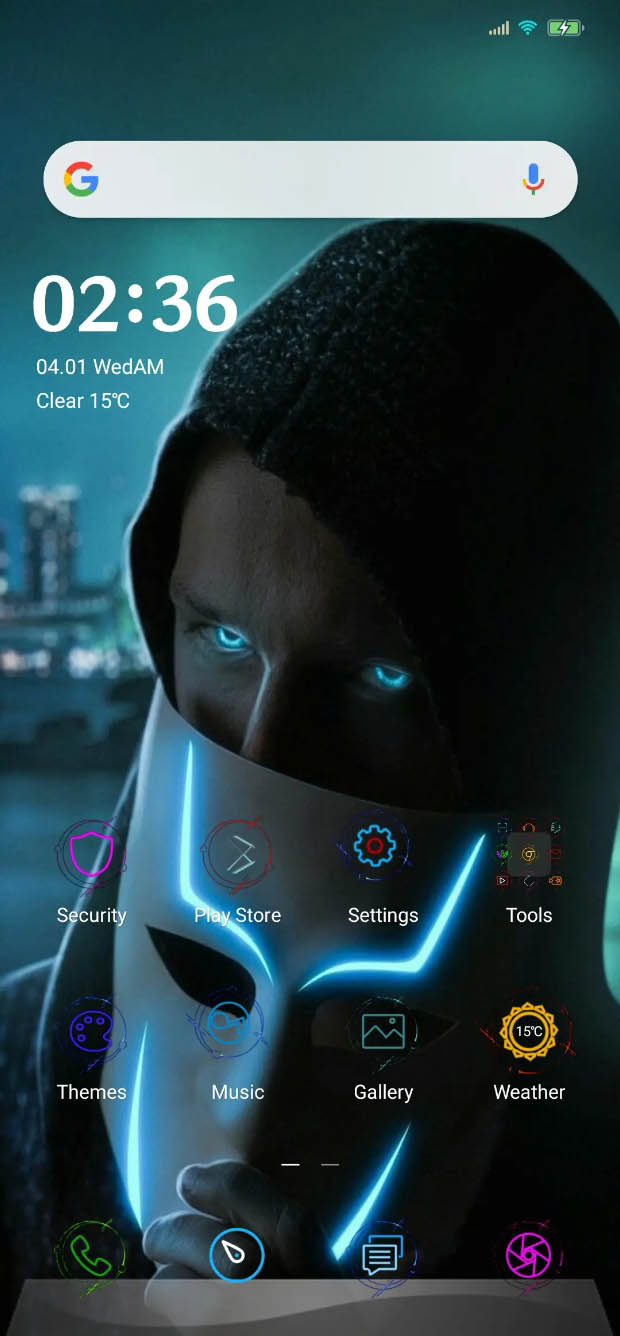 02:36
04.01 WedAM
Clear 15℃
Security
Play Store
Settings
Tools
15℃
Themes
Music
Gallery
Weather